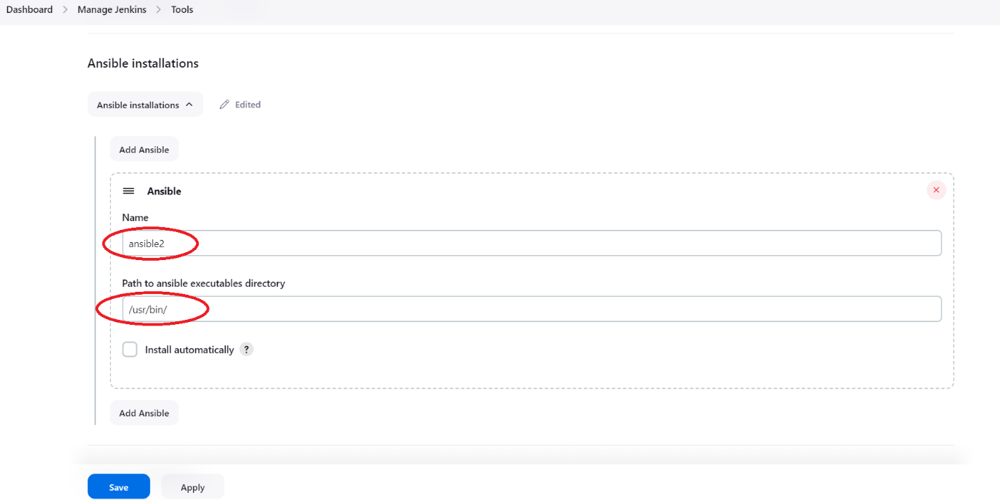 Dashboard > Manage Jenkins > Tools
Ansible installations
Ansible installations Edited
Add Ansible
Ansible
Name
ansible2
Path to ansible executables directory
/usr/bin/
Install automatically ?
Add Ansible
Save Apply